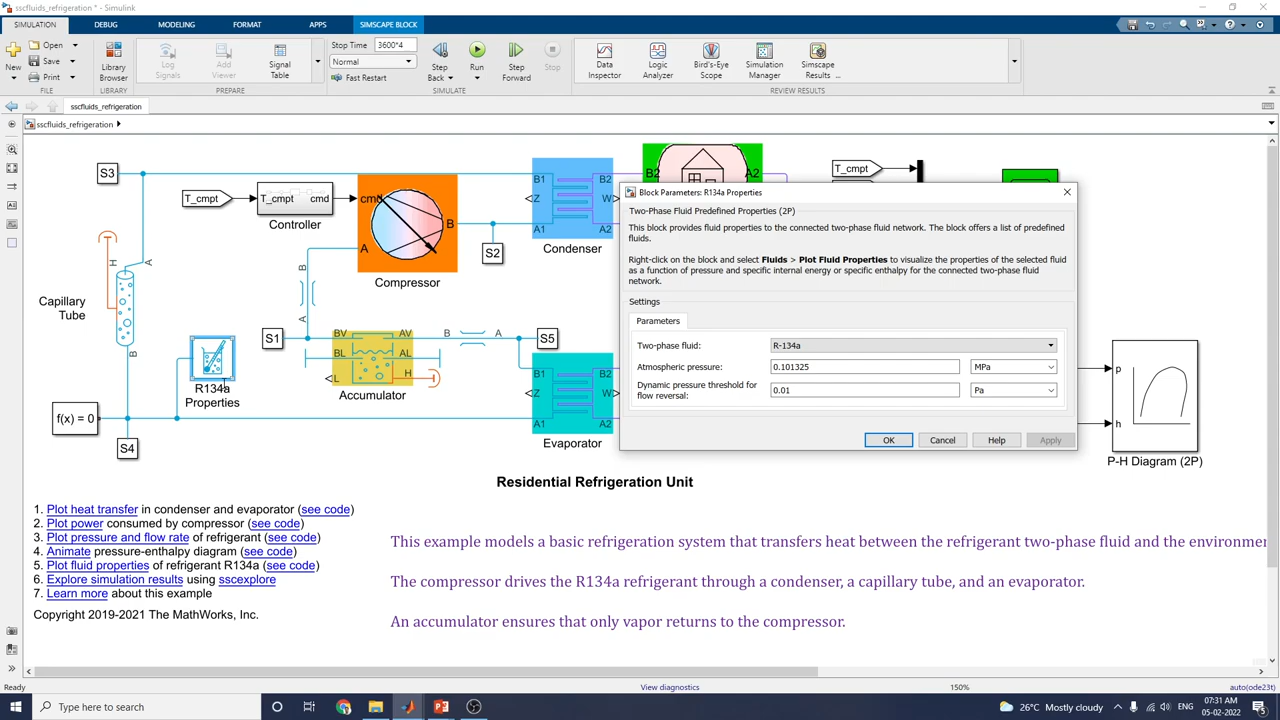 sscfluids_refrigeration * - Simulink
SIMULATION DEBUG MODELING FORMAT APPS SIMSCAPE BLOCK
New
Open
Save
Print
FILE
Library Browser
LIBRARY
Log Signals
Add Viewer
Signal Table
PREPARE
Stop Time 3600*4
Normal
Fast Restart
Step Back
Run
Step Forward
Stop
SIMULATE
Data Inspector
Logic Analyzer
Bird's-Eye Scope
Simulation Manager
Simscape Results ...
REVIEW RESULTS
sscfluids_refrigeration
sscfluids_refrigeration
S3
T_cmpt
T_cmpt cmd
Controller
cmd
A
B
Compressor
S2
B1 B2
Z W
A1 A2
Condenser
B2 A2
T_cmpt
H
A
B
Capillary
Tube
B
A
S1
BV AV
BL AL
L H
Accumulator
B A
S5
B1 B2
Z W
A1 A2
Evaporator
R134a
Properties
f(x) = 0
S4
p
h
P-H Diagram (2P)
Block Parameters: R134a Properties
Two-Phase Fluid Predefined Properties (2P)
This block provides fluid properties to the connected two-phase fluid network. The block offers a list of predefined
fluids.
Right-click on the block and select Fluids > Plot Fluid Properties to visualize the properties of the selected fluid
as a function of pressure and specific internal energy or specific enthalpy for the connected two-phase fluid
network.
Settings
Parameters
Two-phase fluid: R-134a
Atmospheric pressure: 0.101325 MPa
Dynamic pressure threshold for
flow reversal: 0.01 Pa
OK Cancel Help Apply
Residential Refrigeration Unit
1. Plot heat transfer in condenser and evaporator (see code)
2. Plot power consumed by compressor (see code)
3. Plot pressure and flow rate of refrigerant (see code)
4. Animate pressure-enthalpy diagram (see code)
5. Plot fluid properties of refrigerant R134a (see code)
6. Explore simulation results using sscexplore
7. Learn more about this example
Copyright 2019-2021 The MathWorks, Inc.
This example models a basic refrigeration system that transfers heat between the refrigerant two-phase fluid and the environmen
The compressor drives the R134a refrigerant through a condenser, a capillary tube, and an evaporator.
An accumulator ensures that only vapor returns to the compressor.
Ready View diagnostics 150% auto(ode23t)
Type here to search
26°C Mostly cloudy
ENG
07:31 AM
05-02-2022